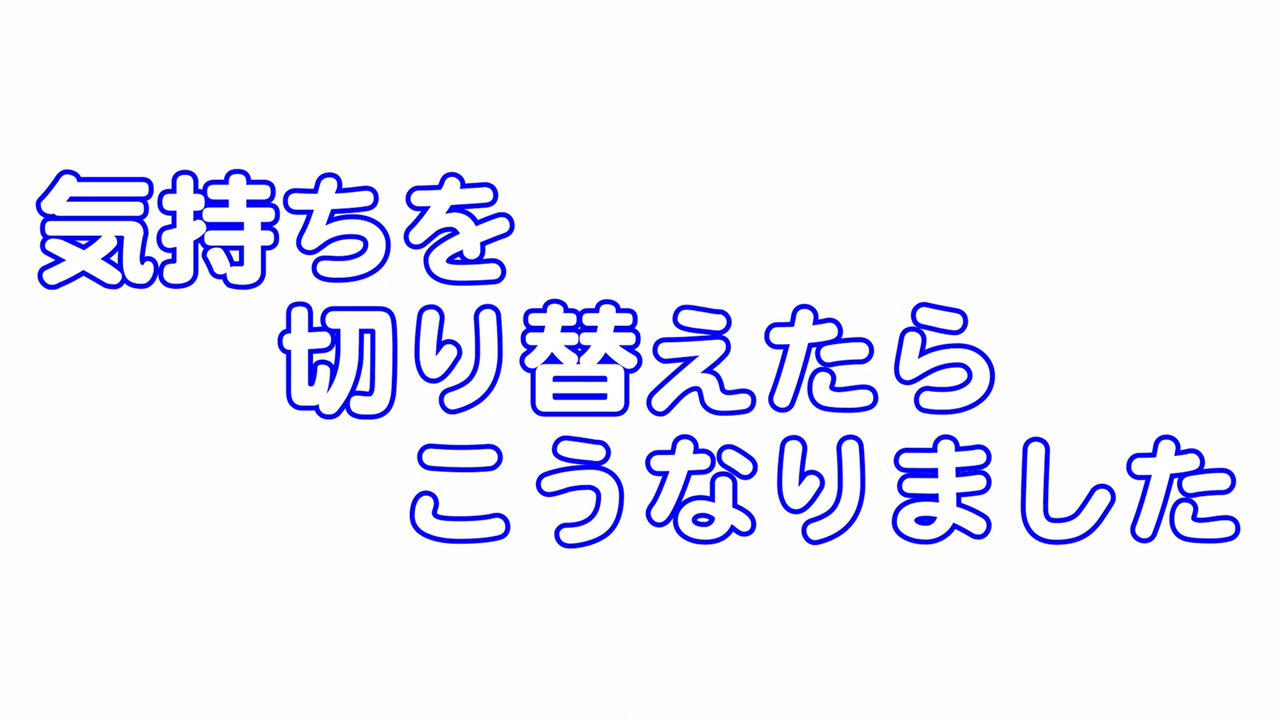 気持ちを
切り替えたら
こうなりました